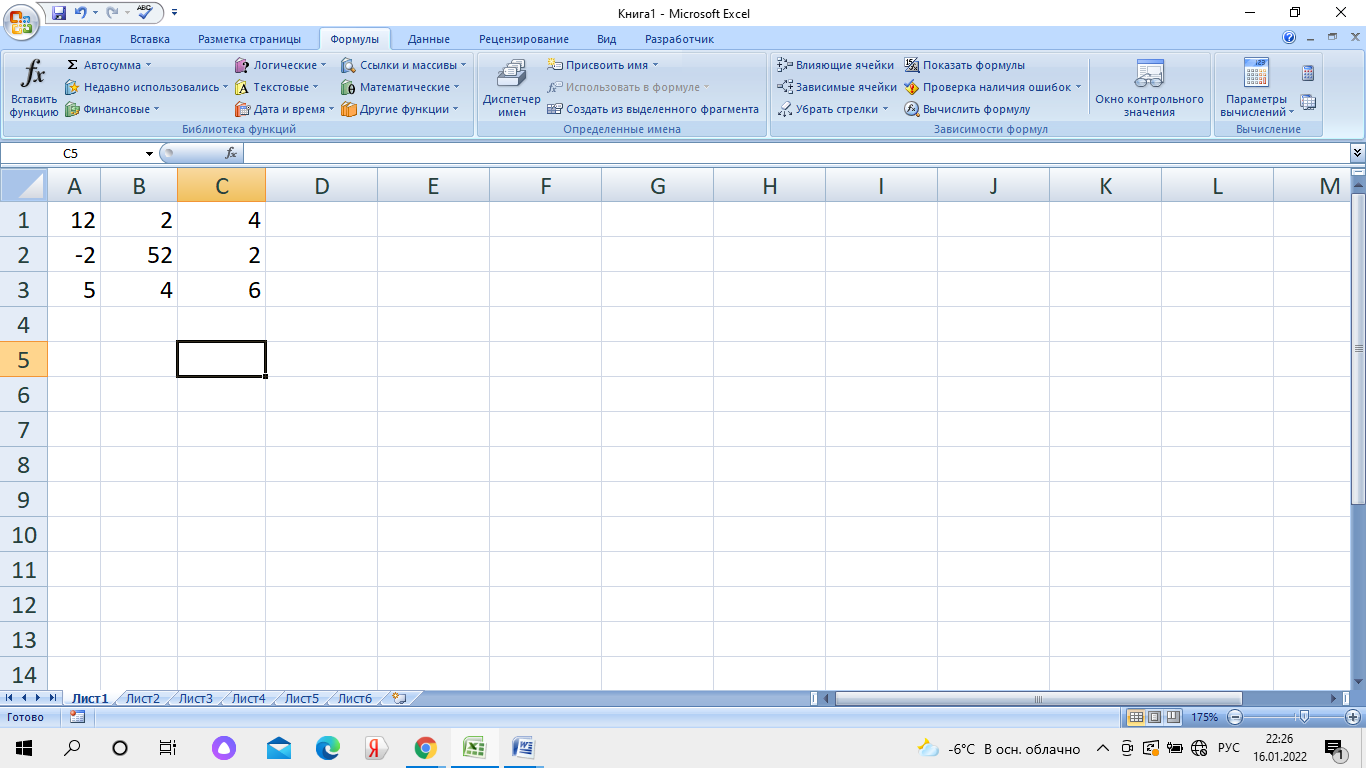 Книга1 - Microsoft Excel
Главная Вставка Разметка страницы Формулы Данные Рецензирование Вид Разработчик
fx Σ Автосумма Логические Ссылки и массивы Присвоить имя Влияющие ячейки Показать формулы
Вставить функцию Недавно использовались Текстовые Математические Диспетчер имен Использовать в формуле Зависимые ячейки Проверка наличия ошибок Окно контрольного значения Параметры вычислений
Финансовые Дата и время Другие функции Создать из выделенного фрагмента Убрать стрелки Вычислить формулу
Библиотека функций Определенные имена Зависимости формул Вычисление
C5 fx
A B C D E F G H I J K L M
1 12 2 4
2 -2 52 2
3 5 4 6
4
5
6
7
8
9
10
11
12
13
14
Лист1 Лист2 Лист3 Лист4 Лист5 Лист6
Готово 175%
-6°C В осн. облачно РУС 22:26
16.01.2022 1